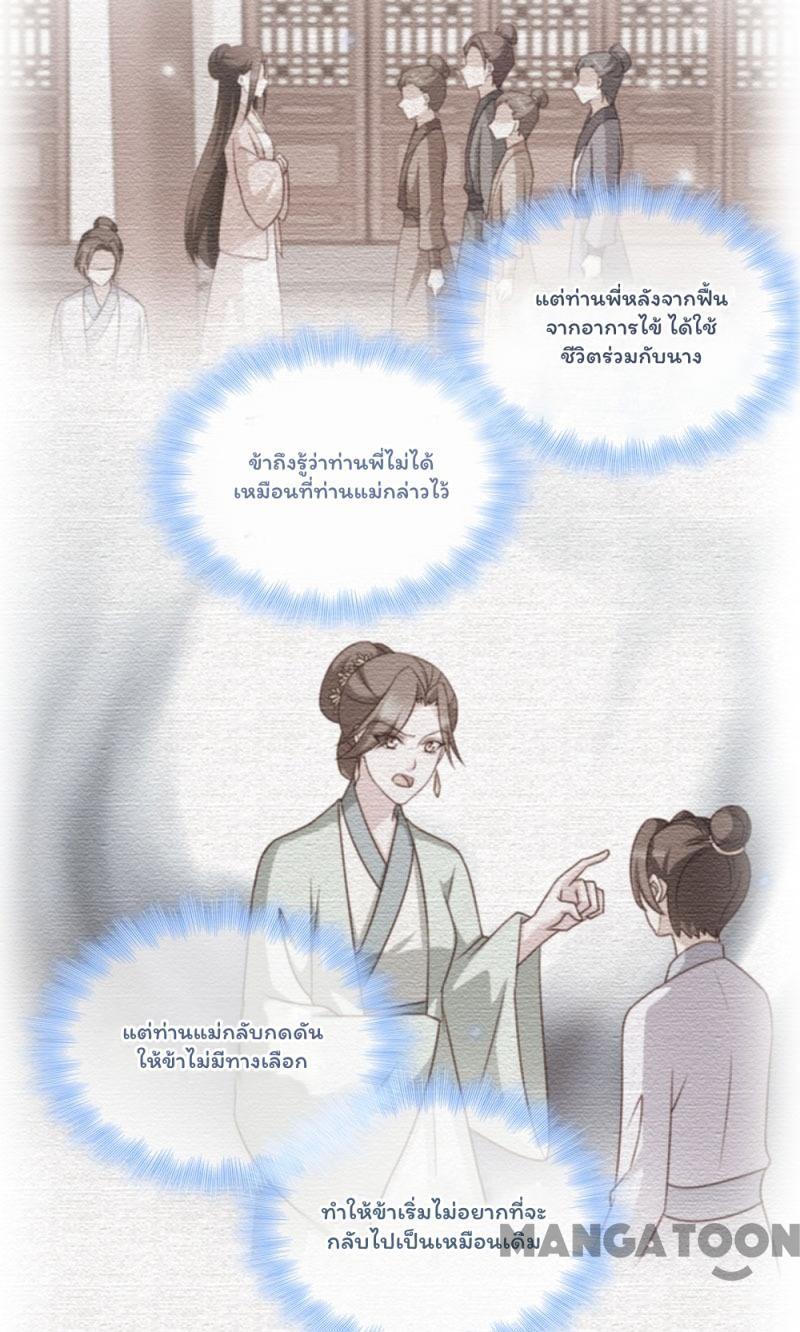 แต่ท่านพี่หลังจากฟื้น
จากอาการไข้ ได้ใช้
ชีวิตร่วมกับนาง
ข้าถึงรู้ว่าท่านพี่ไม่ได้
เหมือนที่ท่านแม่กล่าวไว้
แต่ท่านแม่กลับกดดัน
ให้ข้าไม่มีทางเลือก
ทำให้ข้าเริ่มไม่อยากที่จะ
กลับไปเป็นเหมือนเดิม
MANGATOON